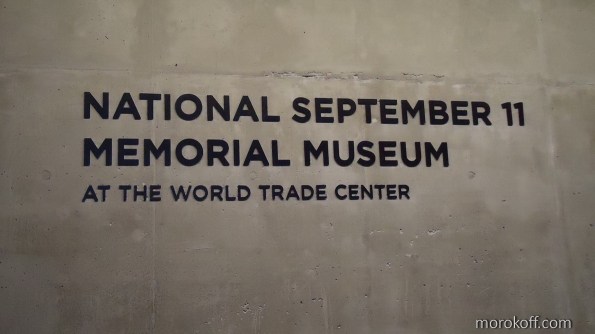 NATIONAL SEPTEMBER 11
MEMORIAL MUSEUM
AT THE WORLD TRADE CENTER
morokoff.com